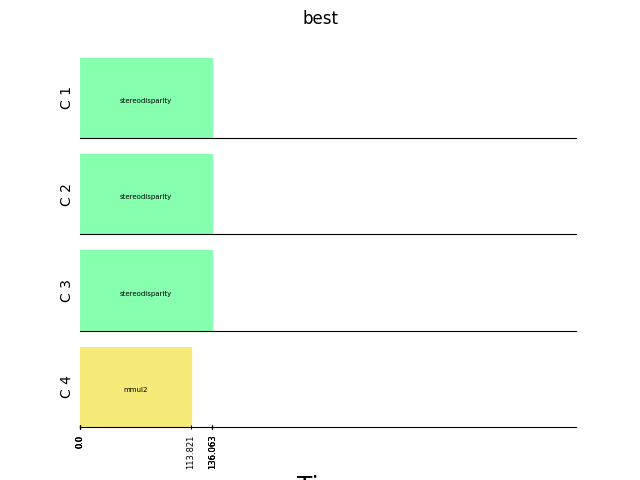 best
C 1
stereodisparity
C 2
stereodisparity
C 3
stereodisparity
C 4
mmul2
0.0
113.821
136.063